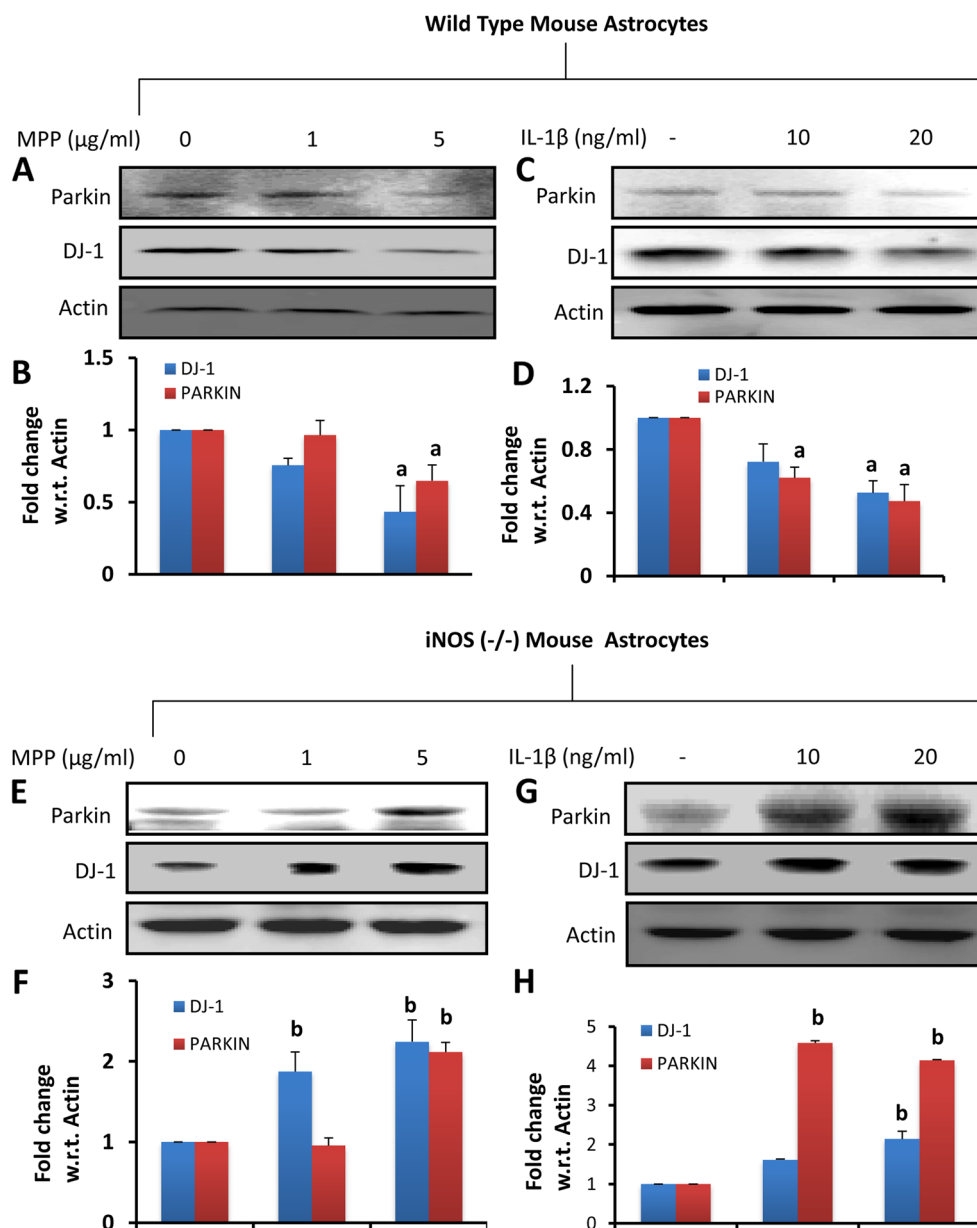 Wild Type Mouse Astrocytes
MPP (µg/ml) 0 1 5
IL-1β (ng/ml) - 10 20
A
Parkin
DJ-1
Actin
C
Parkin
DJ-1
Actin
B
Fold change
w.r.t. Actin
1.5
1
0.5
0
DJ-1
PARKIN
a a
D
Fold change
w.r.t. Actin
1.2
0.8
0.4
0
DJ-1
PARKIN
a a a
iNOS (-/-) Mouse Astrocytes
MPP (µg/ml) 0 1 5
IL-1β (ng/ml) - 10 20
E
Parkin
DJ-1
Actin
G
Parkin
DJ-1
Actin
F
Fold change
w.r.t. Actin
3
2
1
0
DJ-1
PARKIN
b b b
H
Fold change
w.r.t. Actin
5
4
3
2
1
0
DJ-1
PARKIN
b b b